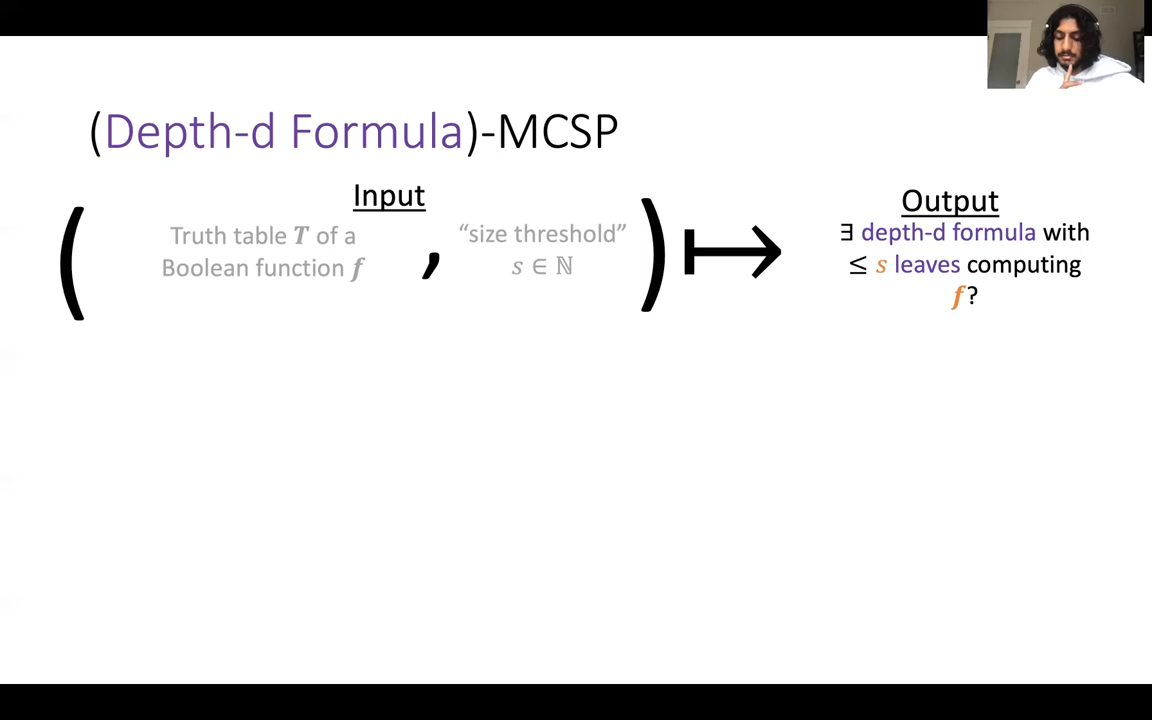 (Depth-d Formula)-MCSP
Input
( Truth table T of a
Boolean function f , “size threshold”
s ∈ ℕ ) ↦
Output
∃ depth-d formula with
≤ s leaves computing
f?